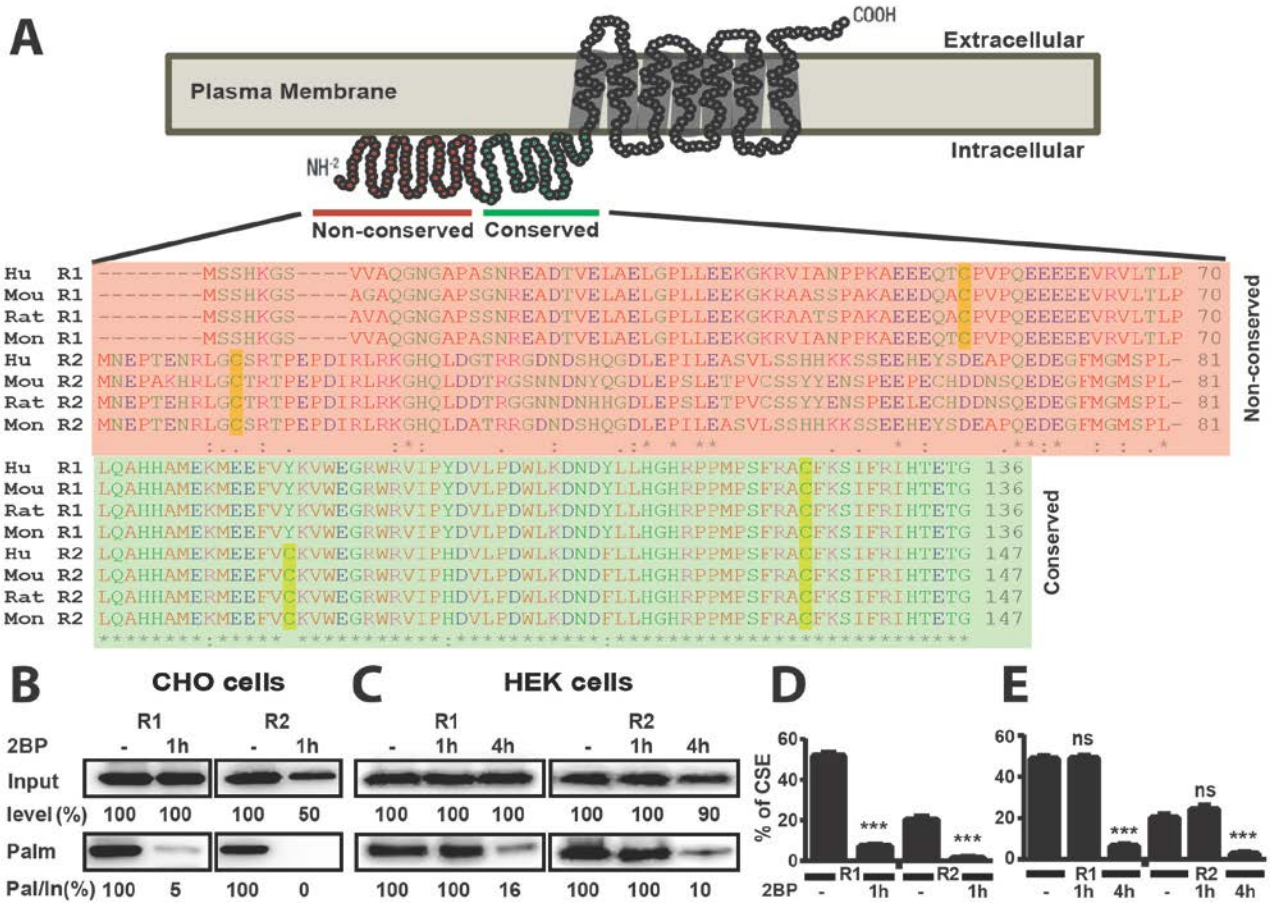 A
COOH
Extracellular
Plasma Membrane
Intracellular
NH-2
Non-conserved Conserved
Hu R1 --------MSSHKGS----VVAQGNGAPASNREADTVELAELGPLLEEKGKRVIANPPKAEEEQTCPVPQEEEEEVRVLTLP 70
Mou R1 --------MSSHKGS----AGAQGNGAPSGNREADTVELAELGPLLEEKGKRAASSPAKAEEDQACPVPQEEEEEVRVLTLP 70
Rat R1 --------MSSHKGS----AGAQGNGAPSGNREADTVELAELGPLLEEKGKRAATSPAKAEEDQACPVPQEEEEEVRVLTLP 70
Mon R1 --------MSSHKGS----VVAQGNGAPASNREADTVELAELGPLLEEKGKRVIANPPKAEEEQTCPVPQEEEEEVRVLTLP 70
Hu R2 MNEPTENRLGCSRTPEPDIRLRKGHQLDGTRRGDNDSHQGDLEPILEASVLSSHHKKSSEEHEYSDEAPQEDEGFMGMSPL- 81
Mou R2 MNEPAKHRLGCTRTPEPDIRLRKGHQLDDTRGSNNDNYQGDLEPSLETPVCSSYYENSPEEPECHDDNSQEDEGFMGMSPL- 81
Rat R2 MNEPTEHRLGCTRTPEPDIRLRKGHQLDDTRGGNNDNHHGDLEPSLETPVCSSYYENSPEELECHDDNSQEDEGFMGMSPL- 81
Mon R2 MNEPTENRLGCSRTPEPDIRLRKGHQLDATRRGDNDSHQGDLEPILEASVLSSHHKKSSEEHEYSDEAPQEDEGFMGMSPL- 81
Non-conserved
Hu R1 LQAHHAMEKMEEFVYKVWEGRWRVIPYDVLPDWLKDNDYLLHGHRPPMPSFRACFKSIFRIHTETG 136
Mou R1 LQAHHAMEKMEEFVYKVWEGRWRVIPYDVLPDWLKDNDYLLHGHRPPMPSFRACFKSIFRIHTETG 136
Rat R1 LQAHHAMEKMEEFVYKVWEGRWRVIPYDVLPDWLKDNDYLLHGHRPPMPSFRACFKSIFRIHTETG 136
Mon R1 LQAHHAMEKMEEFVYKVWEGRWRVIPYDVLPDWLKDNDYLLHGHRPPMPSFRACFKSIFRIHTETG 136
Hu R2 LQAHHAMEKMEEFVCKVWEGRWRVIPHDVLPDWLKDNDFLLHGHRPPMPSFRACFKSIFRIHTETG 147
Mou R2 LQAHHAMERMEEFVCKVWEGRWRVIPHDVLPDWLKDNDFLLHGHRPPMPSFRACFKSIFRIHTETG 147
Rat R2 LQAHHAMERMEEFVCKVWEGRWRVIPHDVLPDWLKDNDFLLHGHRPPMPSFRACFKSIFRIHTETG 147
Mon R2 LQAHHAMEKMEEFVCKVWEGRWRVIPHDVLPDWLKDNDFLLHGHRPPMPSFRACFKSIFRIHTETG 147
Conserved
B CHO cells
R1 R2
2BP - 1h - 1h
Input
level(%) 100 100 100 50
Palm
Pal/In(%) 100 5 100 0
C HEK cells
R1 R2
- 1h 4h - 1h 4h
100 100 100 100 100 90
100 100 16 100 100 10
D
% of CSE
60
40
20
0
*** ***
R1 R2
2BP - 1h - 1h
E
60
40
20
0
ns *** ns ***
R1 R2
- 1h 4h - 1h 4h